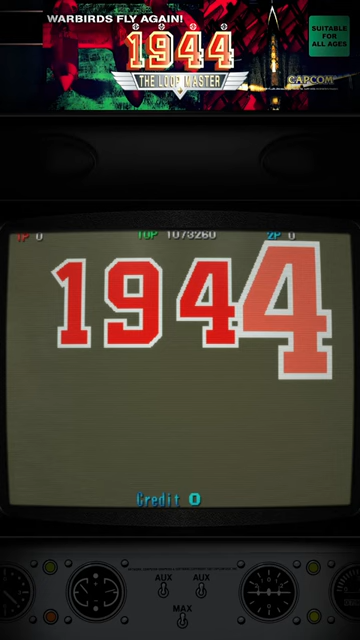 WARBIRDS FLY AGAIN!
1944
THE LOOP MASTER
SUITABLE
FOR
ALL AGES
CAPCOM
1P 0 TOP 1073260 2P 0
1944
Credit 0
AUX AUX
MAX